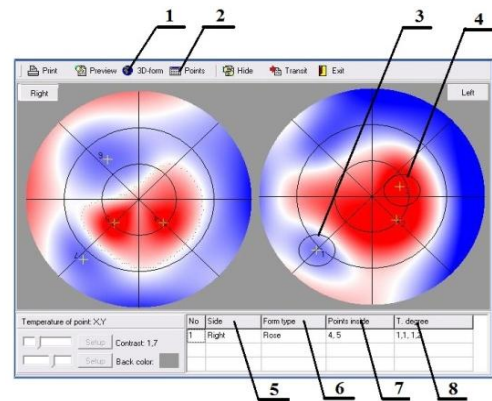 1 2 3 4
Print Preview 3D-form Points Hide Transit Exit
Right Left
No Side Form type Points inside T. degree
1 Right Rose 4, 5 1,1, 1,2
Temperature of point: X,Y
Setup Contrast: 1,7
Setup Back color:
5 6 7 8